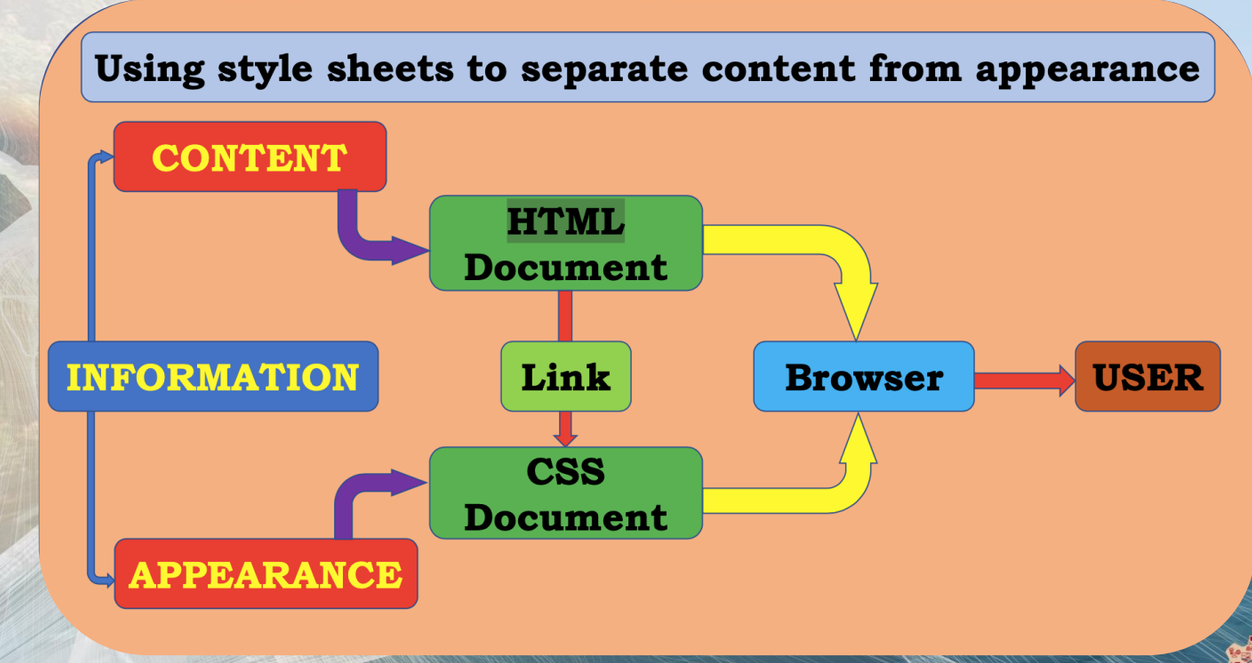 Using style sheets to separate content from appearance
CONTENT
HTML
Document
INFORMATION
Link
Browser
USER
CSS
Document
APPEARANCE